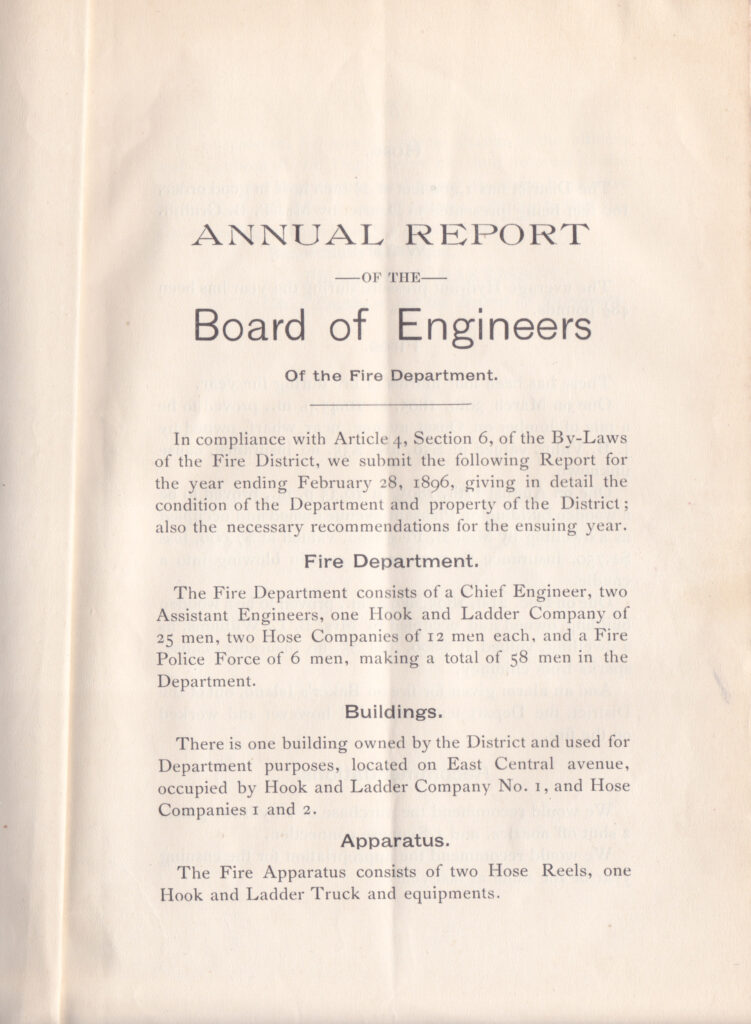 ANNUAL REPORT
—OF THE—
Board of Engineers
Of the Fire Department.
In compliance with Article 4, Section 6, of the By-Laws
of the Fire District, we submit the following Report for
the year ending February 28, 1896, giving in detail the
condition of the Department and property of the District;
also the necessary recommendations for the ensuing year.
Fire Department.
The Fire Department consists of a Chief Engineer, two
Assistant Engineers, one Hook and Ladder Company of
25 men, two Hose Companies of 12 men each, and a Fire
Police Force of 6 men, making a total of 58 men in the
Department.
Buildings.
There is one building owned by the District and used for
Department purposes, located on East Central avenue,
occupied by Hook and Ladder Company No. 1, and Hose
Companies 1 and 2.
Apparatus.
The Fire Apparatus consists of two Hose Reels, one
Hook and Ladder Truck and equipments.